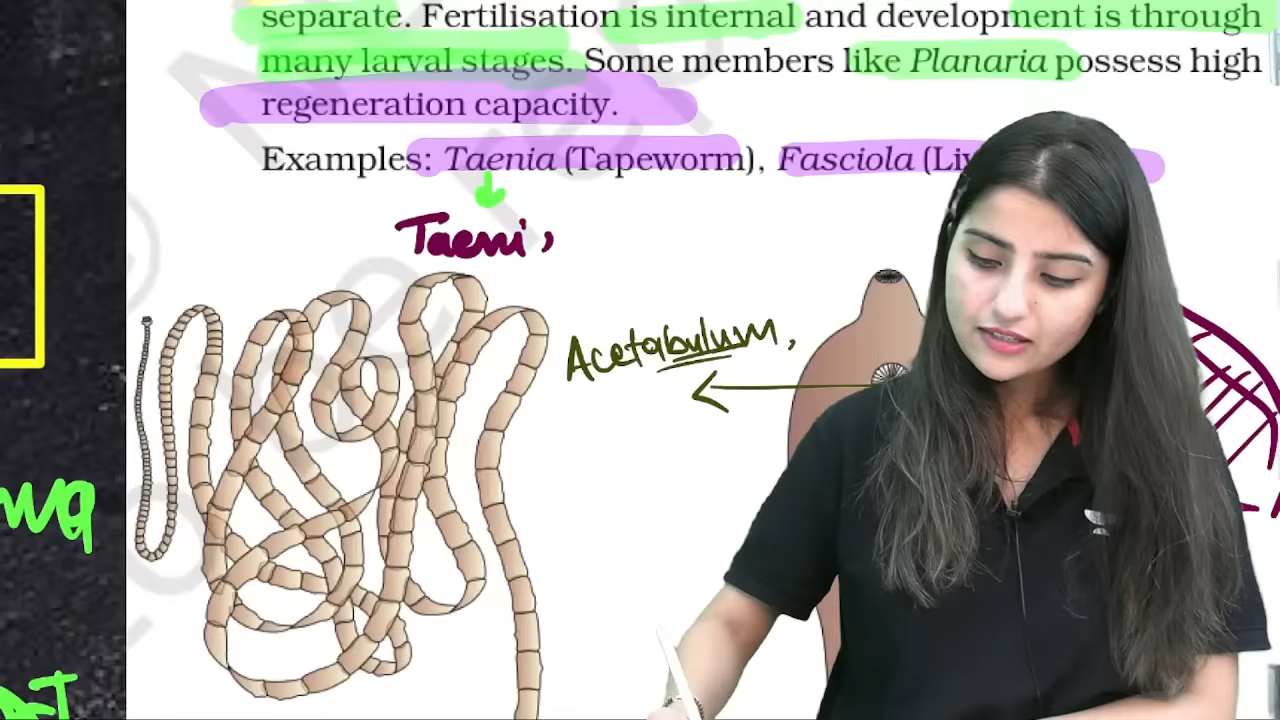 separate. Fertilisation is internal and development is through
many larval stages. Some members like Planaria possess high
regeneration capacity.
Examples: Taenia (Tapeworm), Fasciola
Taeni,
Acetabulum,